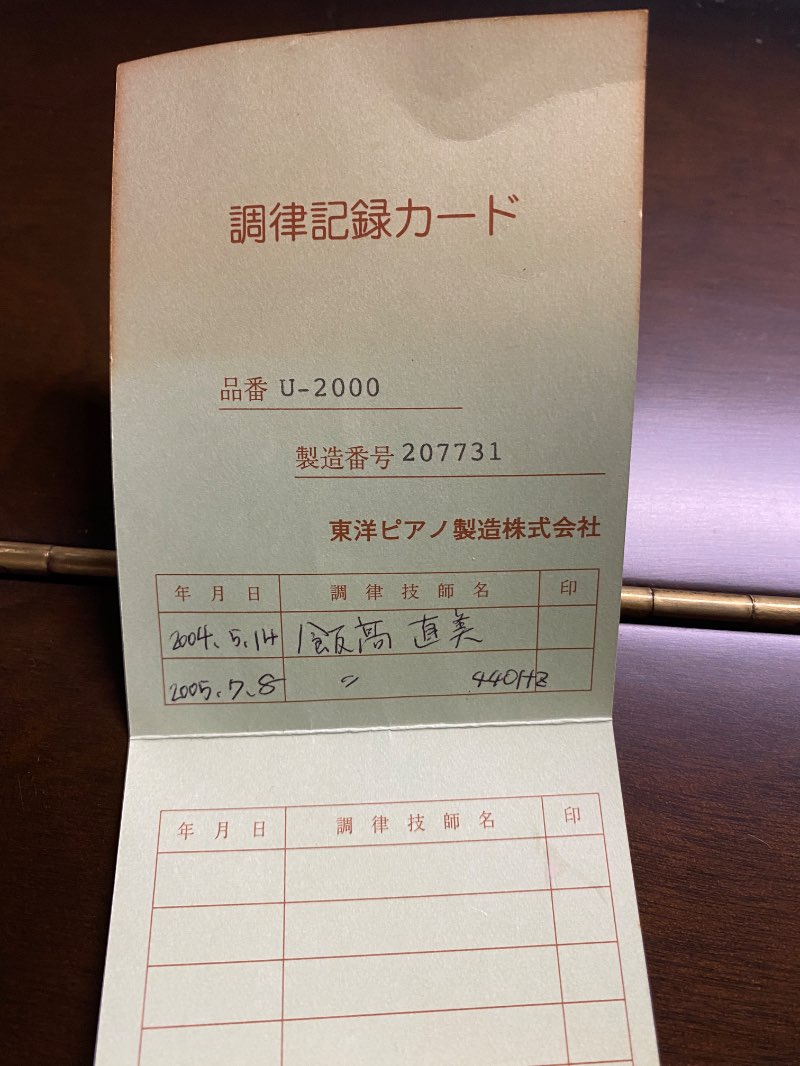 調律記録カード
品番 U-2000
製造番号 207731
東洋ピアノ製造株式会社
年月日 調律技師名 印
2004.5.14 飯高 直美
2005.7.8 〃 440HZ
年月日 調律技師名 印